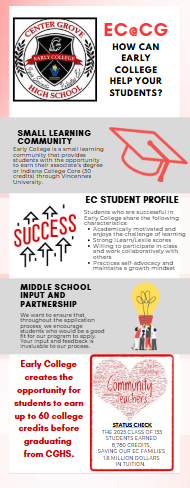 CENTER GROVE
EARLY COLLEGE
HIGH SCHOOL
EC@CG
HOW CAN
EARLY
COLLEGE
HELP YOUR
STUDENTS?
SMALL LEARNING
COMMUNITY
Early College is a small learning
community that provides
students with the opportunity
to earn their associate's degree
or Indiana College Core (30
credits) through Vincennes
University.
EC STUDENT PROFILE
Students who are successful in
Early College share the following
characteristics:
• Academically motivated and
enjoys the challenge of learning
• Strong iLearn/Lexile scores
• Willing to participate in class
and work collaboratively with
others
• Practices self-advocacy and
maintains a growth mindset
SUCCESS
MIDDLE SCHOOL
INPUT AND
PARTNERSHIP
We want to ensure that
throughout the application
process, we encourage
students who would be a good
fit for our program to apply.
Your input and feedback is
invaluable to our process.
Early College
creates the
opportunity for
students to earn
up to 60 college
credits before
graduating
from CGHS.
Community
Teachers
STATUS CHECK
THE 2023 CLASS OF 135
STUDENTS EARNED
5,780 CREDITS,
SAVING OUR EC FAMILIES
1.6 MILLION DOLLARS
IN TUITION.